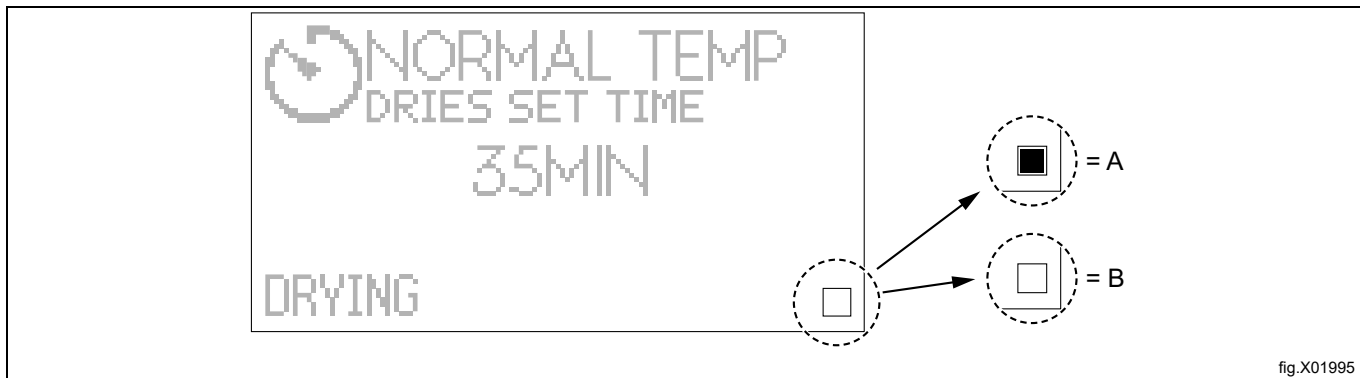 NORMAL TEMP
DRIES SET TIME
35MIN
DRYING
= A
= B
fig.X01995